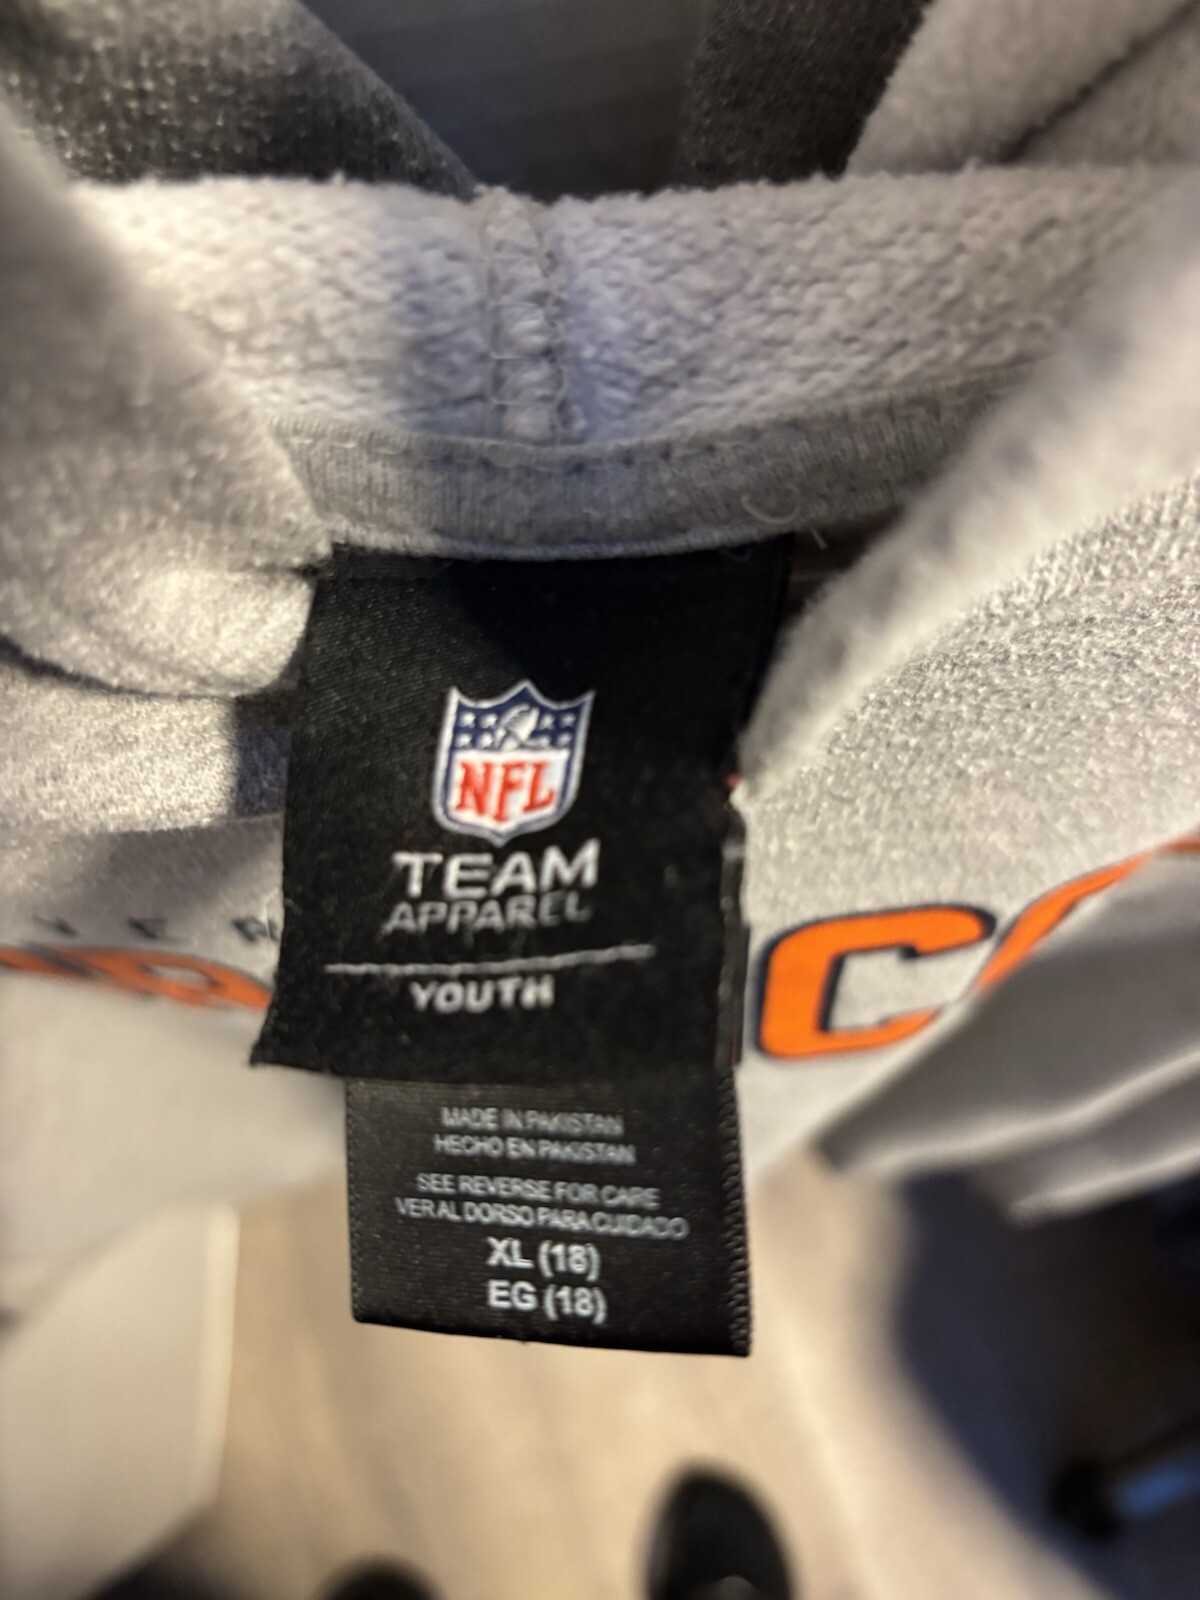 NFL
TEAM
APPAREL
YOUTH
MADE IN PAKISTAN
HECHO EN PAKISTAN
SEE REVERSE FOR CARE
VER AL DORSO PARA CUIDADO
XL (18)
EG (18)